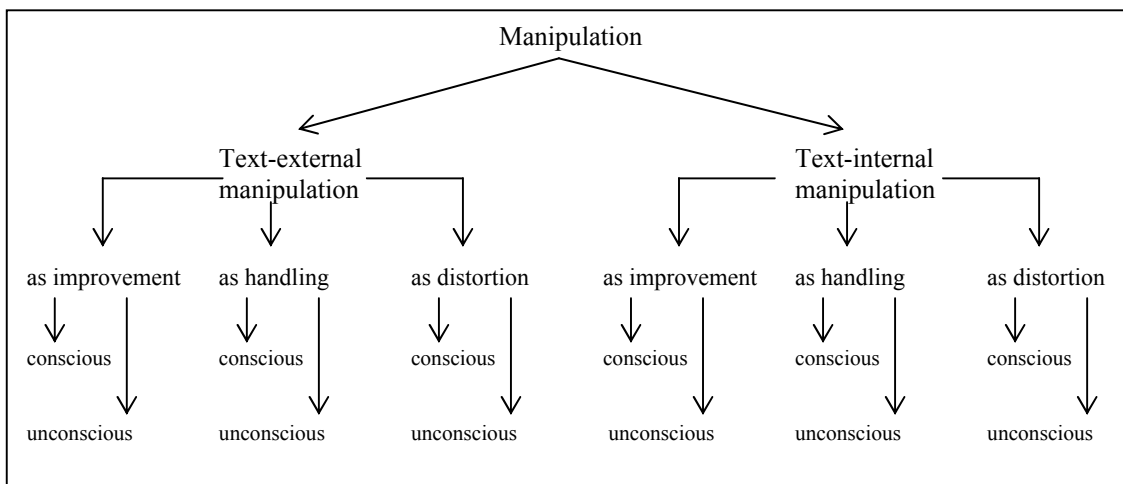 Manipulation
Text-external
manipulation
Text-internal
manipulation
as improvement as handling as distortion as improvement as handling as distortion
conscious conscious conscious conscious conscious conscious
unconscious unconscious unconscious unconscious unconscious unconscious